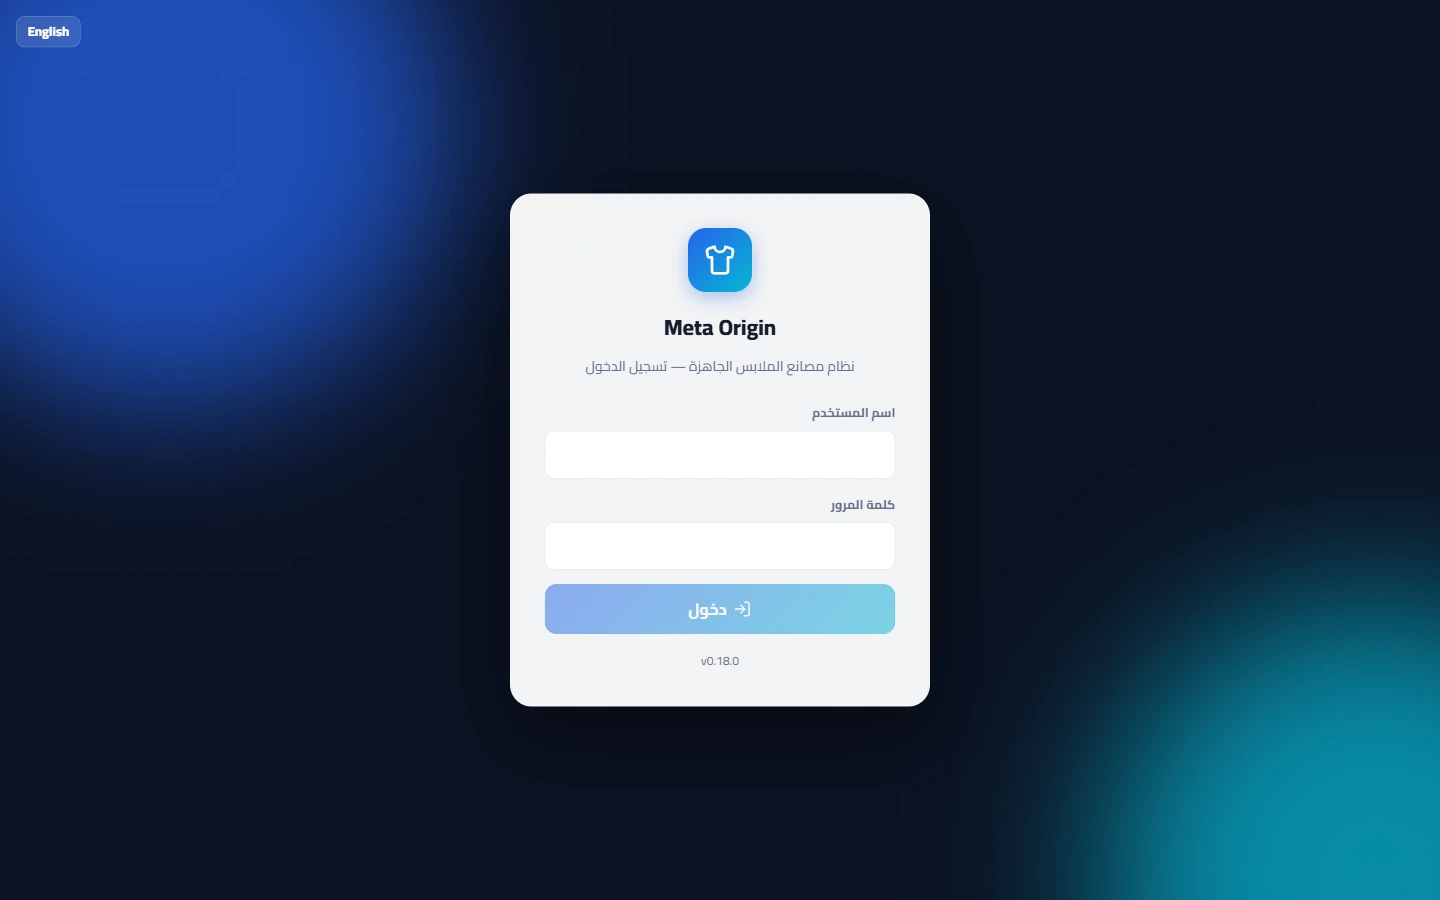 English
Meta Origin
نظام مصانع الملابس الجاهزة — تسجيل الدخول
اسم المستخدم
كلمة المرور
دخول
v0.18.0